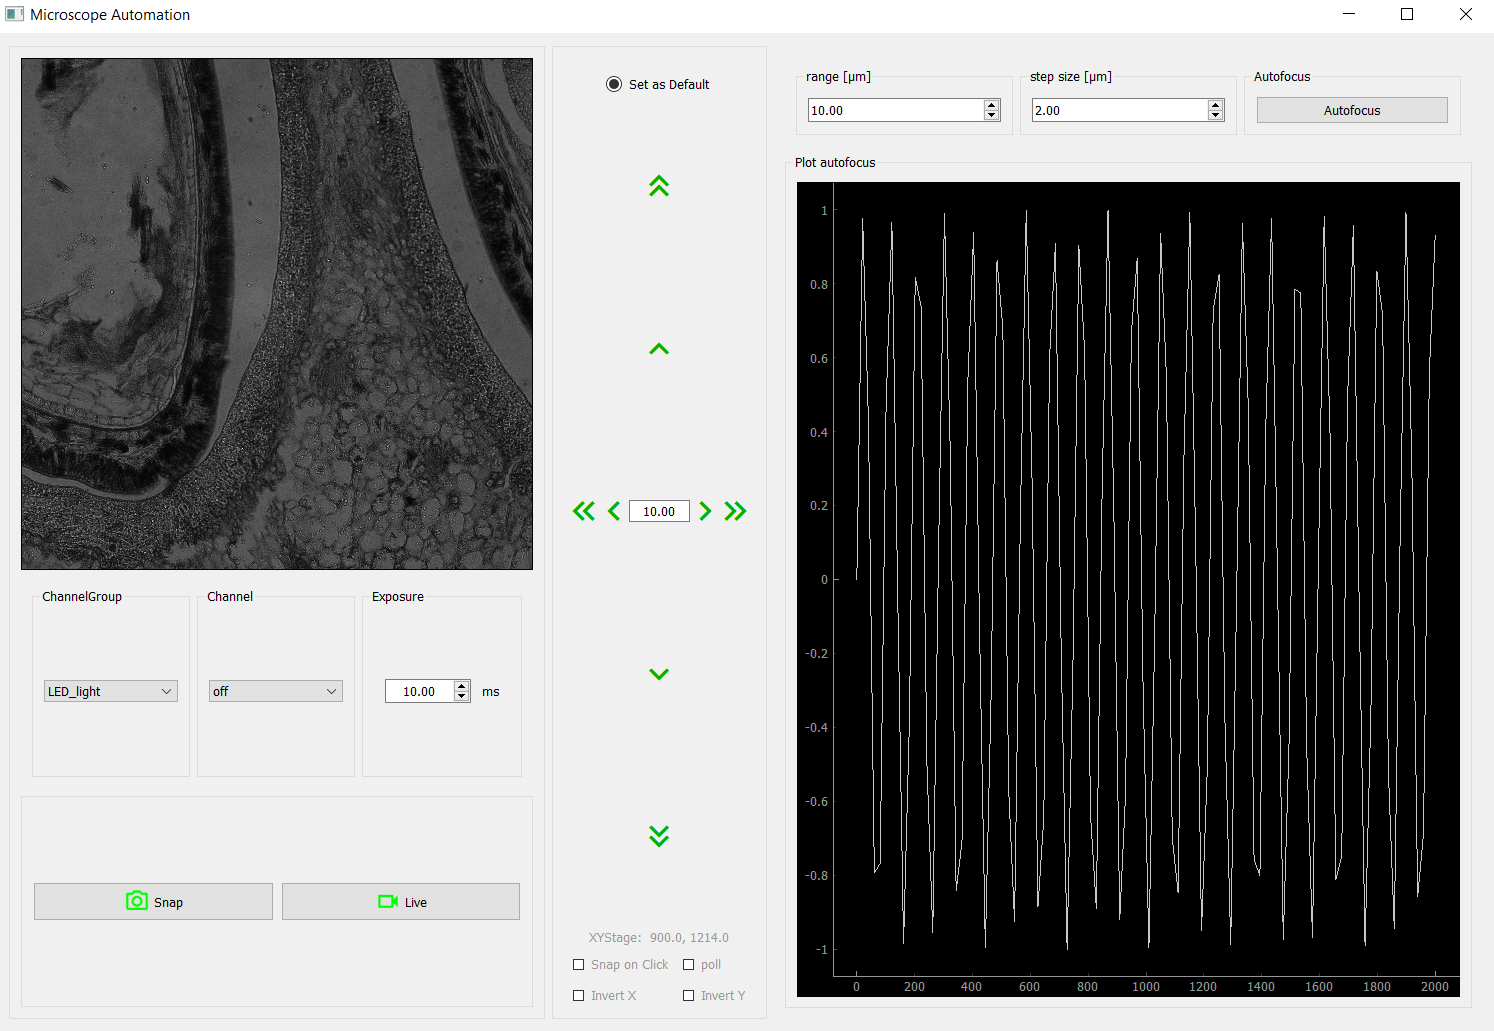 Microscope Automation
Set as Default
range [µm]
step size [µm]
Autofocus
10.00
2.00
Autofocus
Plot autofocus
1
0.8
0.6
0.4
0.2
0
-0.2
-0.4
-0.6
-0.8
-1
0 200 400 600 800 1000 1200 1400 1600 1800 2000
10.00
ChannelGroup
Channel
Exposure
LED_light
off
10.00 ms
Snap
Live
XYStage: 900.0, 1214.0
Snap on Click
poll
Invert X
Invert Y